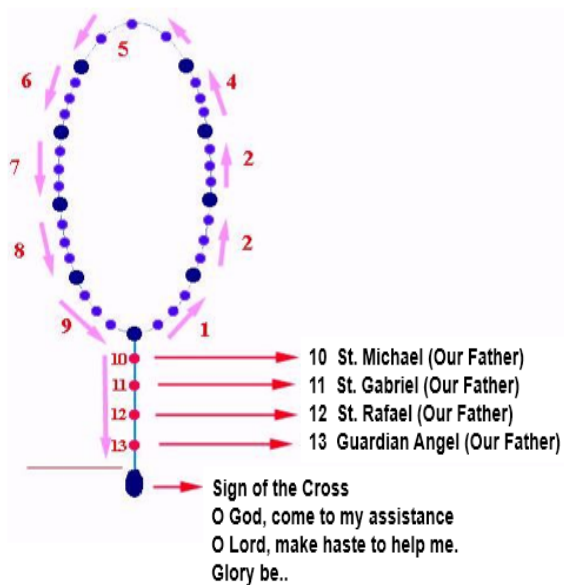 5
6
4
7
2
8
2
9
1
10
10 St. Michael (Our Father)
11
11 St. Gabriel (Our Father)
12
12 St. Rafael (Our Father)
13
13 Guardian Angel (Our Father)
Sign of the Cross
O God, come to my assistance
O Lord, make haste to help me.
Glory be..